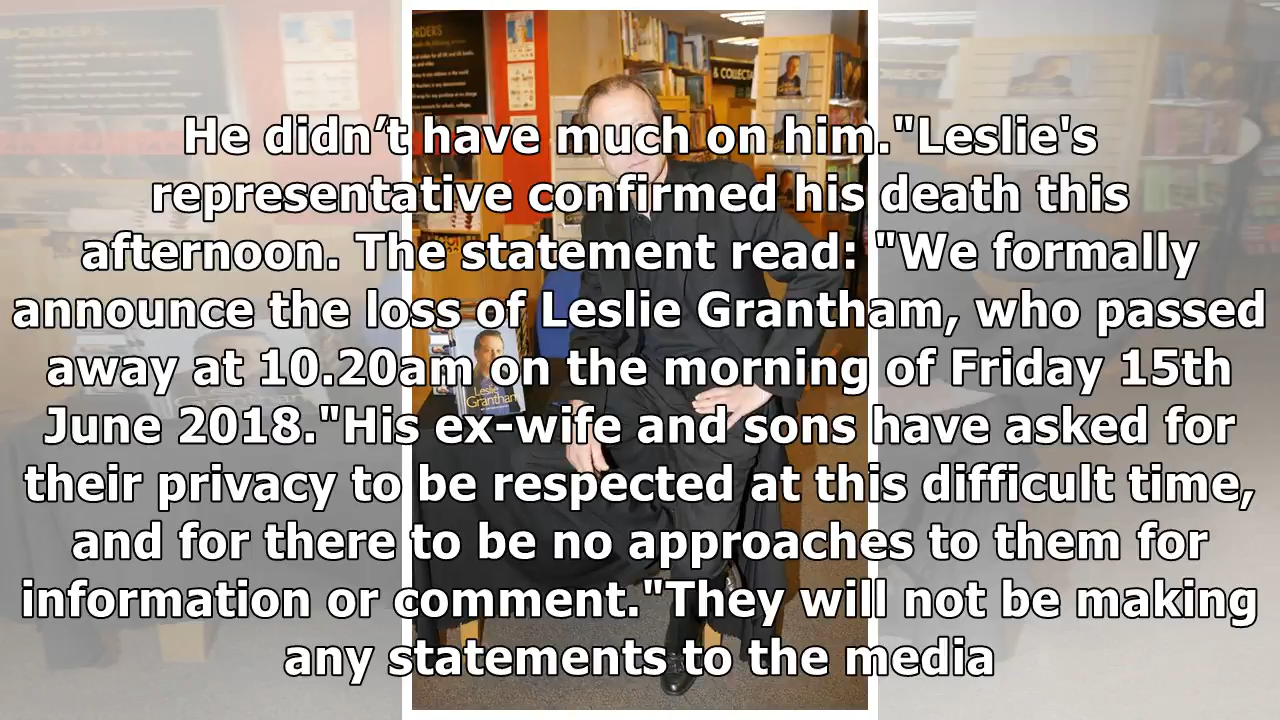 He didn’t have much on him."Leslie's
representative confirmed his death this
afternoon. The statement read: "We formally
announce the loss of Leslie Grantham, who passed
away at 10.20am on the morning of Friday 15th
June 2018."His ex-wife and sons have asked for
their privacy to be respected at this difficult time,
and for there to be no approaches to them for
information or comment."They will not be making
any statements to the media
BORDERS
& COLLECTA
Leslie
Grantham